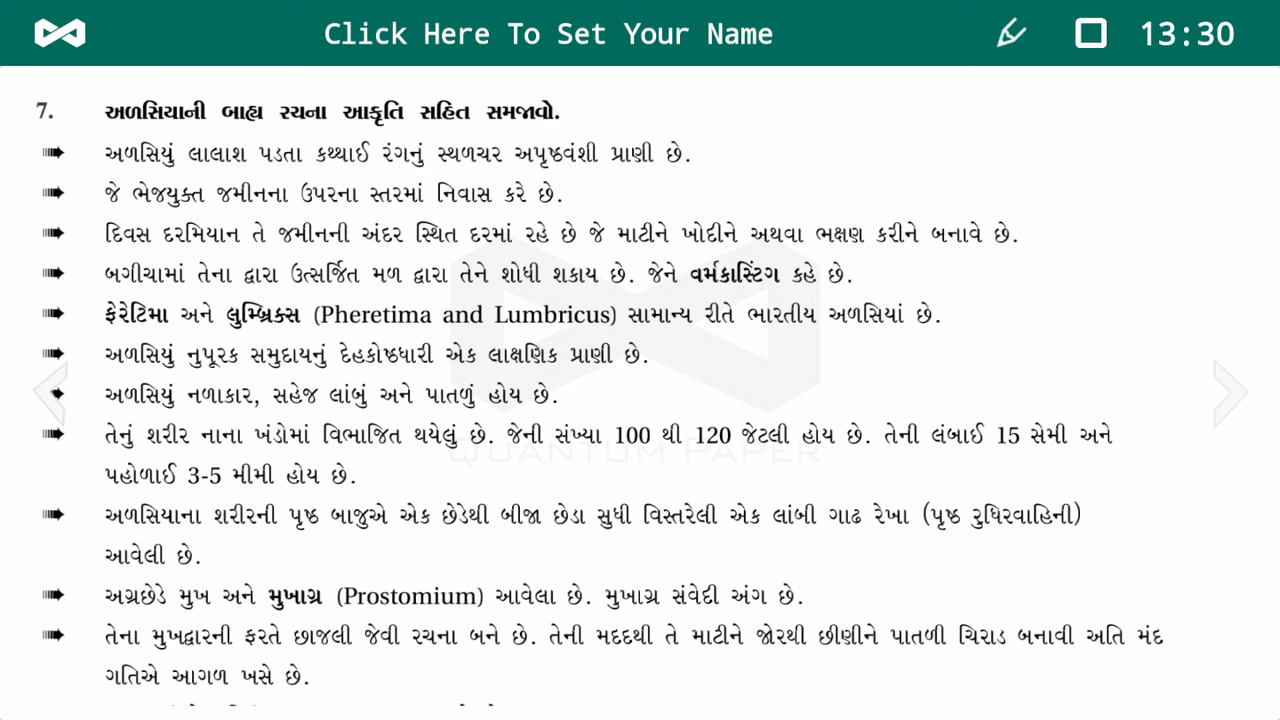 Click Here To Set Your Name
13:30
7. અળસિયાની બાહ્ય રચના આકૃતિ સહિત સમજાવો.
અળસિયું લાલાશ પડતા કથ્થાઈ રંગનું સ્થળચર અપૃષ્ઠવંશી પ્રાણી છે.
જે ભેજયુક્ત જમીનના ઉપરના સ્તરમાં નિવાસ કરે છે.
દિવસ દરમિયાન તે જમીનની અંદર સ્થિત દરમાં રહે છે જે માટીને ખોદીને અથવા ભક્ષણ કરીને બનાવે છે.
બગીચામાં તેના દ્વારા ઉત્સર્જિત મળ દ્વારા તેને શોધી શકાય છે. જેને વર્મકાસ્ટિંગ કહે છે.
ફેરેટિમા અને લુમ્બ્રિક્સ (Pheretima and Lumbricus) સામાન્ય રીતે ભારતીય અળસિયાં છે.
અળસિયું નુપૂરક સમુદાયનું દેહકોષ્ઠધારી એક લાક્ષણિક પ્રાણી છે.
અળસિયું નળાકાર, સહેજ લાંબું અને પાતળું હોય છે.
તેનું શરીર નાના ખંડોમાં વિભાજિત થયેલું છે. જેની સંખ્યા 100 થી 120 જેટલી હોય છે. તેની લંબાઈ 15 સેમી અને
પહોળાઈ 3-5 મીમી હોય છે.
QUANTUM PAPER
અળસિયાના શરીરની પૃષ્ઠ બાજુએ એક છેડેથી બીજા છેડા સુધી વિસ્તરેલી એક લાંબી ગાઢ રેખા (પૃષ્ઠ રુધિરવાહિની)
આવેલી છે.
અગ્રછેડે મુખ અને મુખાગ્ર (Prostomium) આવેલા છે. મુખાગ્ર સંવેદી અંગ છે.
તેના મુખદ્વારની ફરતે છાજલી જેવી રચના બને છે. તેની મદદથી તે માટીને જોરથી છીણીને પાતળી ચિરાડ બનાવી અતિ મંદ
ગતિએ આગળ ખસે છે.